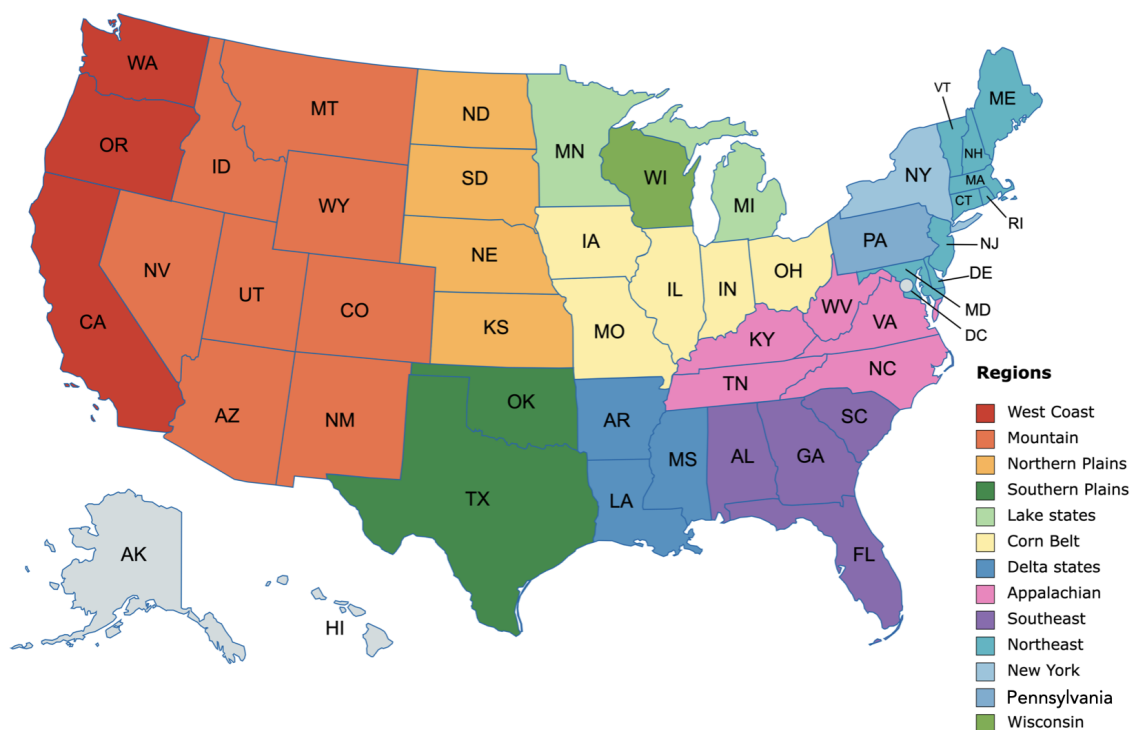 WA
OR
CA
ID
NV
MT
WY
UT
CO
AZ
NM
ND
SD
NE
KS
OK
TX
MN
WI
MI
IA
IL
IN
OH
MO
AR
LA
MS
KY
TN
WV
VA
NC
SC
AL
GA
FL
PA
NY
VT
NH
ME
MA
CT
RI
NJ
DE
MD
DC
AK
HI
Regions
West Coast
Mountain
Northern Plains
Southern Plains
Lake states
Corn Belt
Delta states
Appalachian
Southeast
Northeast
New York
Pennsylvania
Wisconsin